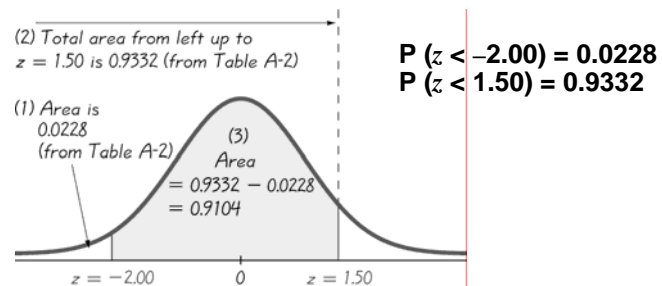 (2) Total area from left up to
z = 1.50 is 0.9332 (from Table A-2)
P (z < −2.00) = 0.0228
P (z < 1.50) = 0.9332
(1) Area is
0.0228
(from Table A-2)
(3)
Area
= 0.9332 − 0.0228
= 0.9104
z = −2.00
0
z = 1.50